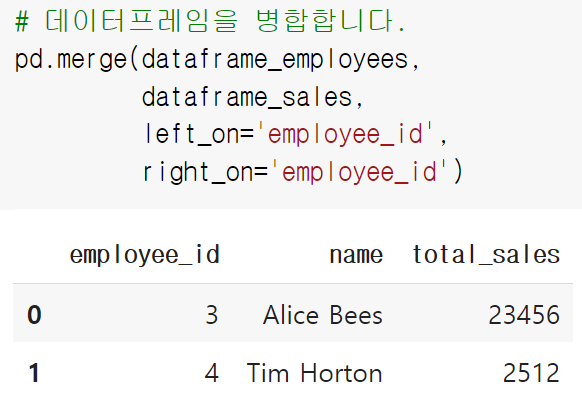 # 데이터프레임을 병합합니다.
pd.merge(dataframe_employees,
dataframe_sales,
left_on='employee_id',
right_on='employee_id')
employee_id name total_sales
0 3 Alice Bees 23456
1 4 Tim Horton 2512